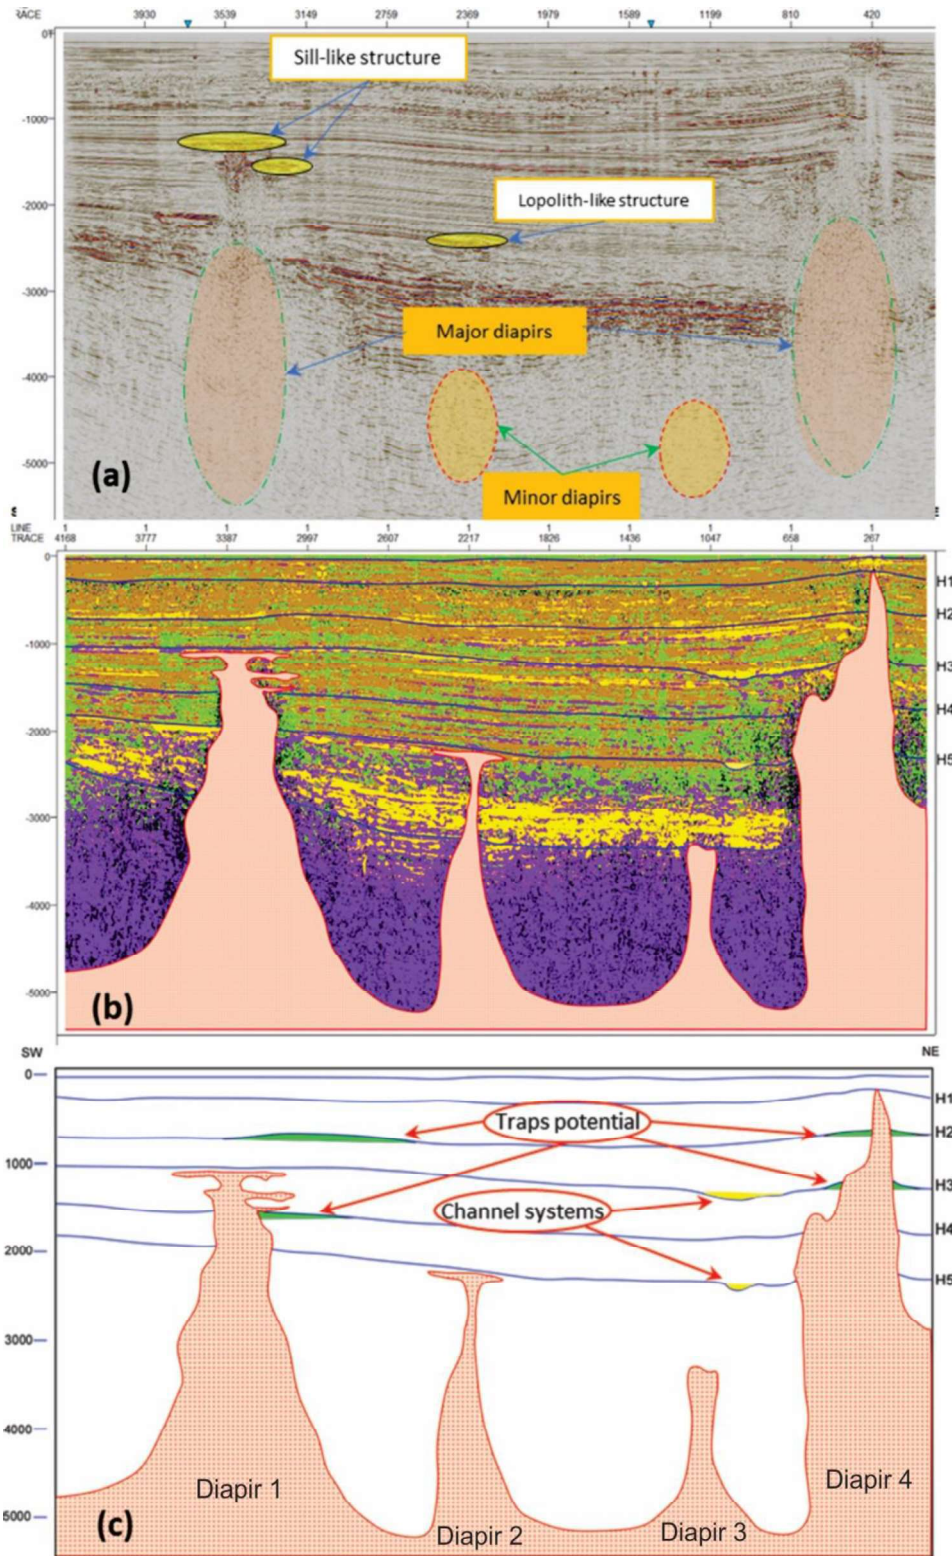 RACE 3930 3539 3149 2759 2369 1979 1589 1199 810 420
0
Sill-like structure
-1000
Lopolith-like structure
-2000
-3000
Major diapirs
-4000
-5000
(a)
Minor diapirs
LINE
TRACE
4168 3777 3387 2997 2607 2217 1826 1436 1047 658 267
0
H1
H2
-1000
H3
H4
-2000
H5
-3000
-4000
-5000
(b)
SW NE
0
H1
Traps potential
H2
1000
H3
Channel systems
H4
2000
H5
3000
4000
Diapir 1
Diapir 4
5000
(c)
Diapir 2
Diapir 3